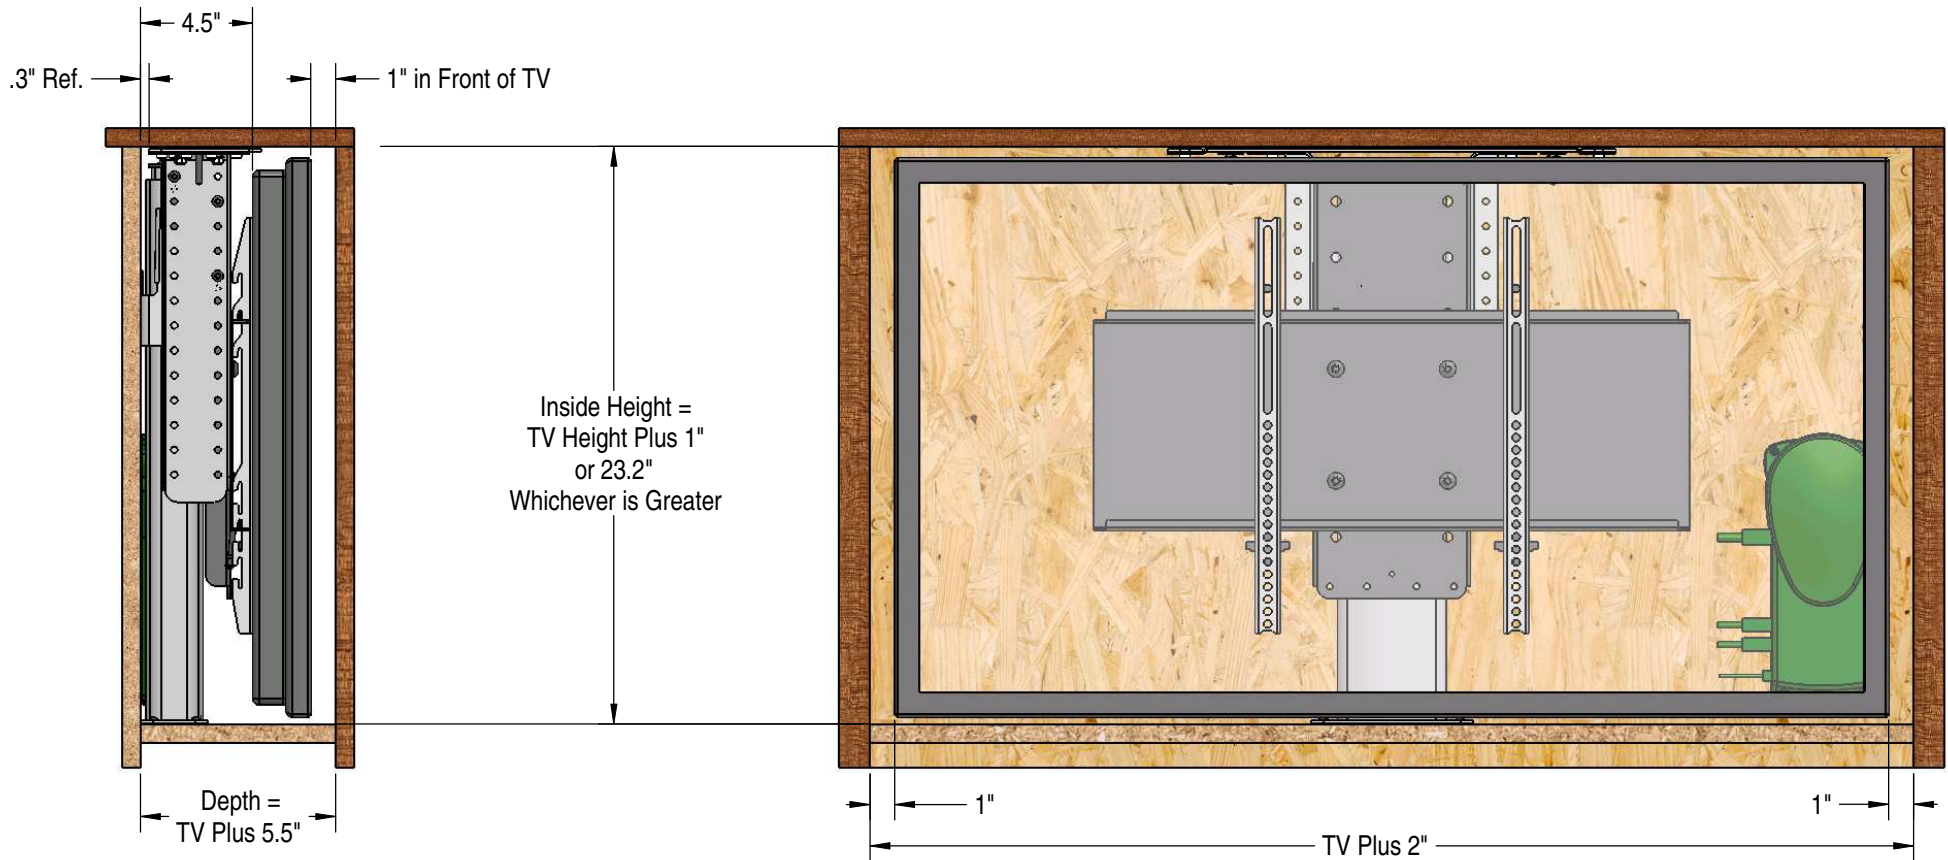 4.5"
.3" Ref.
1" in Front of TV
Inside Height =
TV Height Plus 1"
or 23.2"
Whichever is Greater
Depth =
TV Plus 5.5"
1"
1"
TV Plus 2"